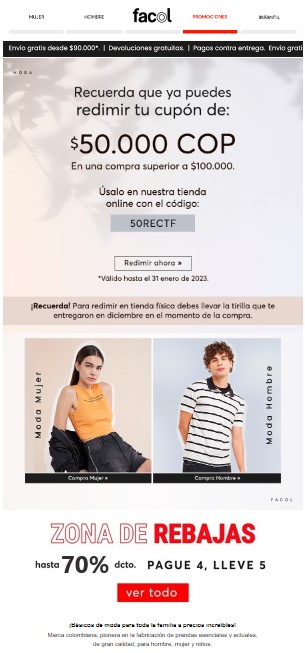 MUJER
HOMBRE
facol
PROMOCIONES
INFANTIL
Envío gratis desde $90.000*. | Devoluciones gratuitas. | Pagos contra entrega. Envío grati
MODA
Recuerda que ya puedes
redimir tu cupón de:
$50.000 COP
En una compra superior a $100.000.
Úsalo en nuestra tienda
online con el código:
50RECTF
Redimir ahora »
*Válido hasta el 31 enero de 2023.
¡Recuerda! Para redimir en tienda física debes llevar la tirilla que te
entregaron en diciembre en el momento de la compra.
Moda Mujer
Moda Hombre
Compra Mujer »
Compra Hombre »
FACOL
ZONA DE REBAJAS
hasta 70% dcto. PAGUE 4, LLEVE 5
ver todo
¡Básicos de moda para toda la familia a precios increíbles!
Marca colombiana, pionera en la fabricación de prendas esenciales y actuales,
de gran calidad, para hombre, mujer y niños.